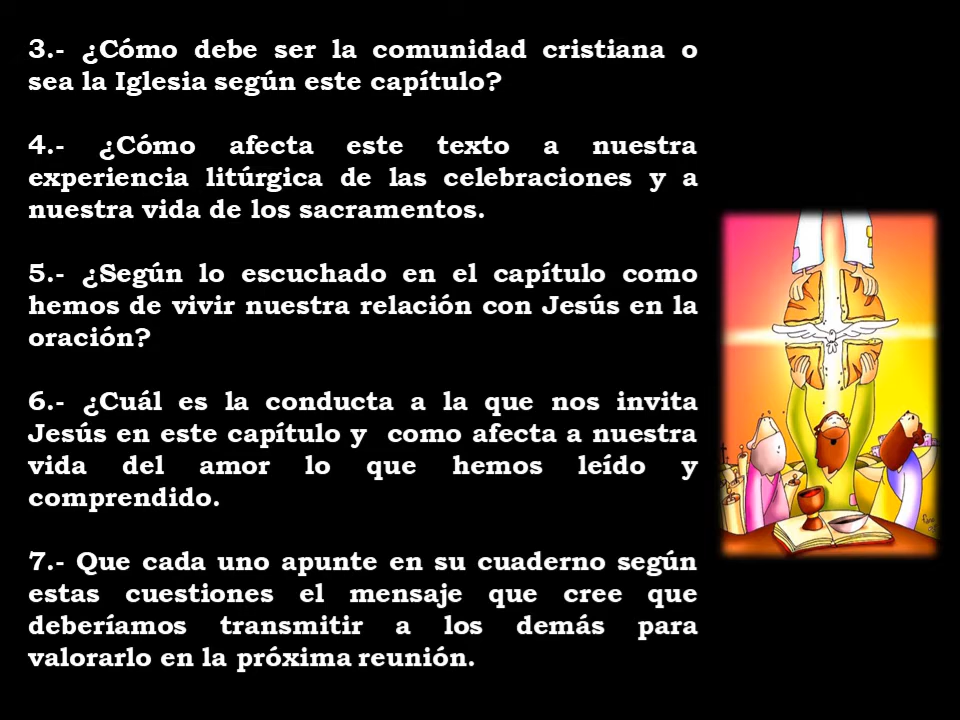 3.- ¿Cómo debe ser la comunidad cristiana o
sea la Iglesia según este capítulo?
4.- ¿Cómo afecta este texto a nuestra
experiencia litúrgica de las celebraciones y a
nuestra vida de los sacramentos.
5.- ¿Según lo escuchado en el capítulo como
hemos de vivir nuestra relación con Jesús en la
oración?
6.- ¿Cuál es la conducta a la que nos invita
Jesús en este capítulo y como afecta a nuestra
vida del amor lo que hemos leído y
comprendido.
7.- Que cada uno apunte en su cuaderno según
estas cuestiones el mensaje que cree que
deberíamos transmitir a los demás para
valorarlo en la próxima reunión.